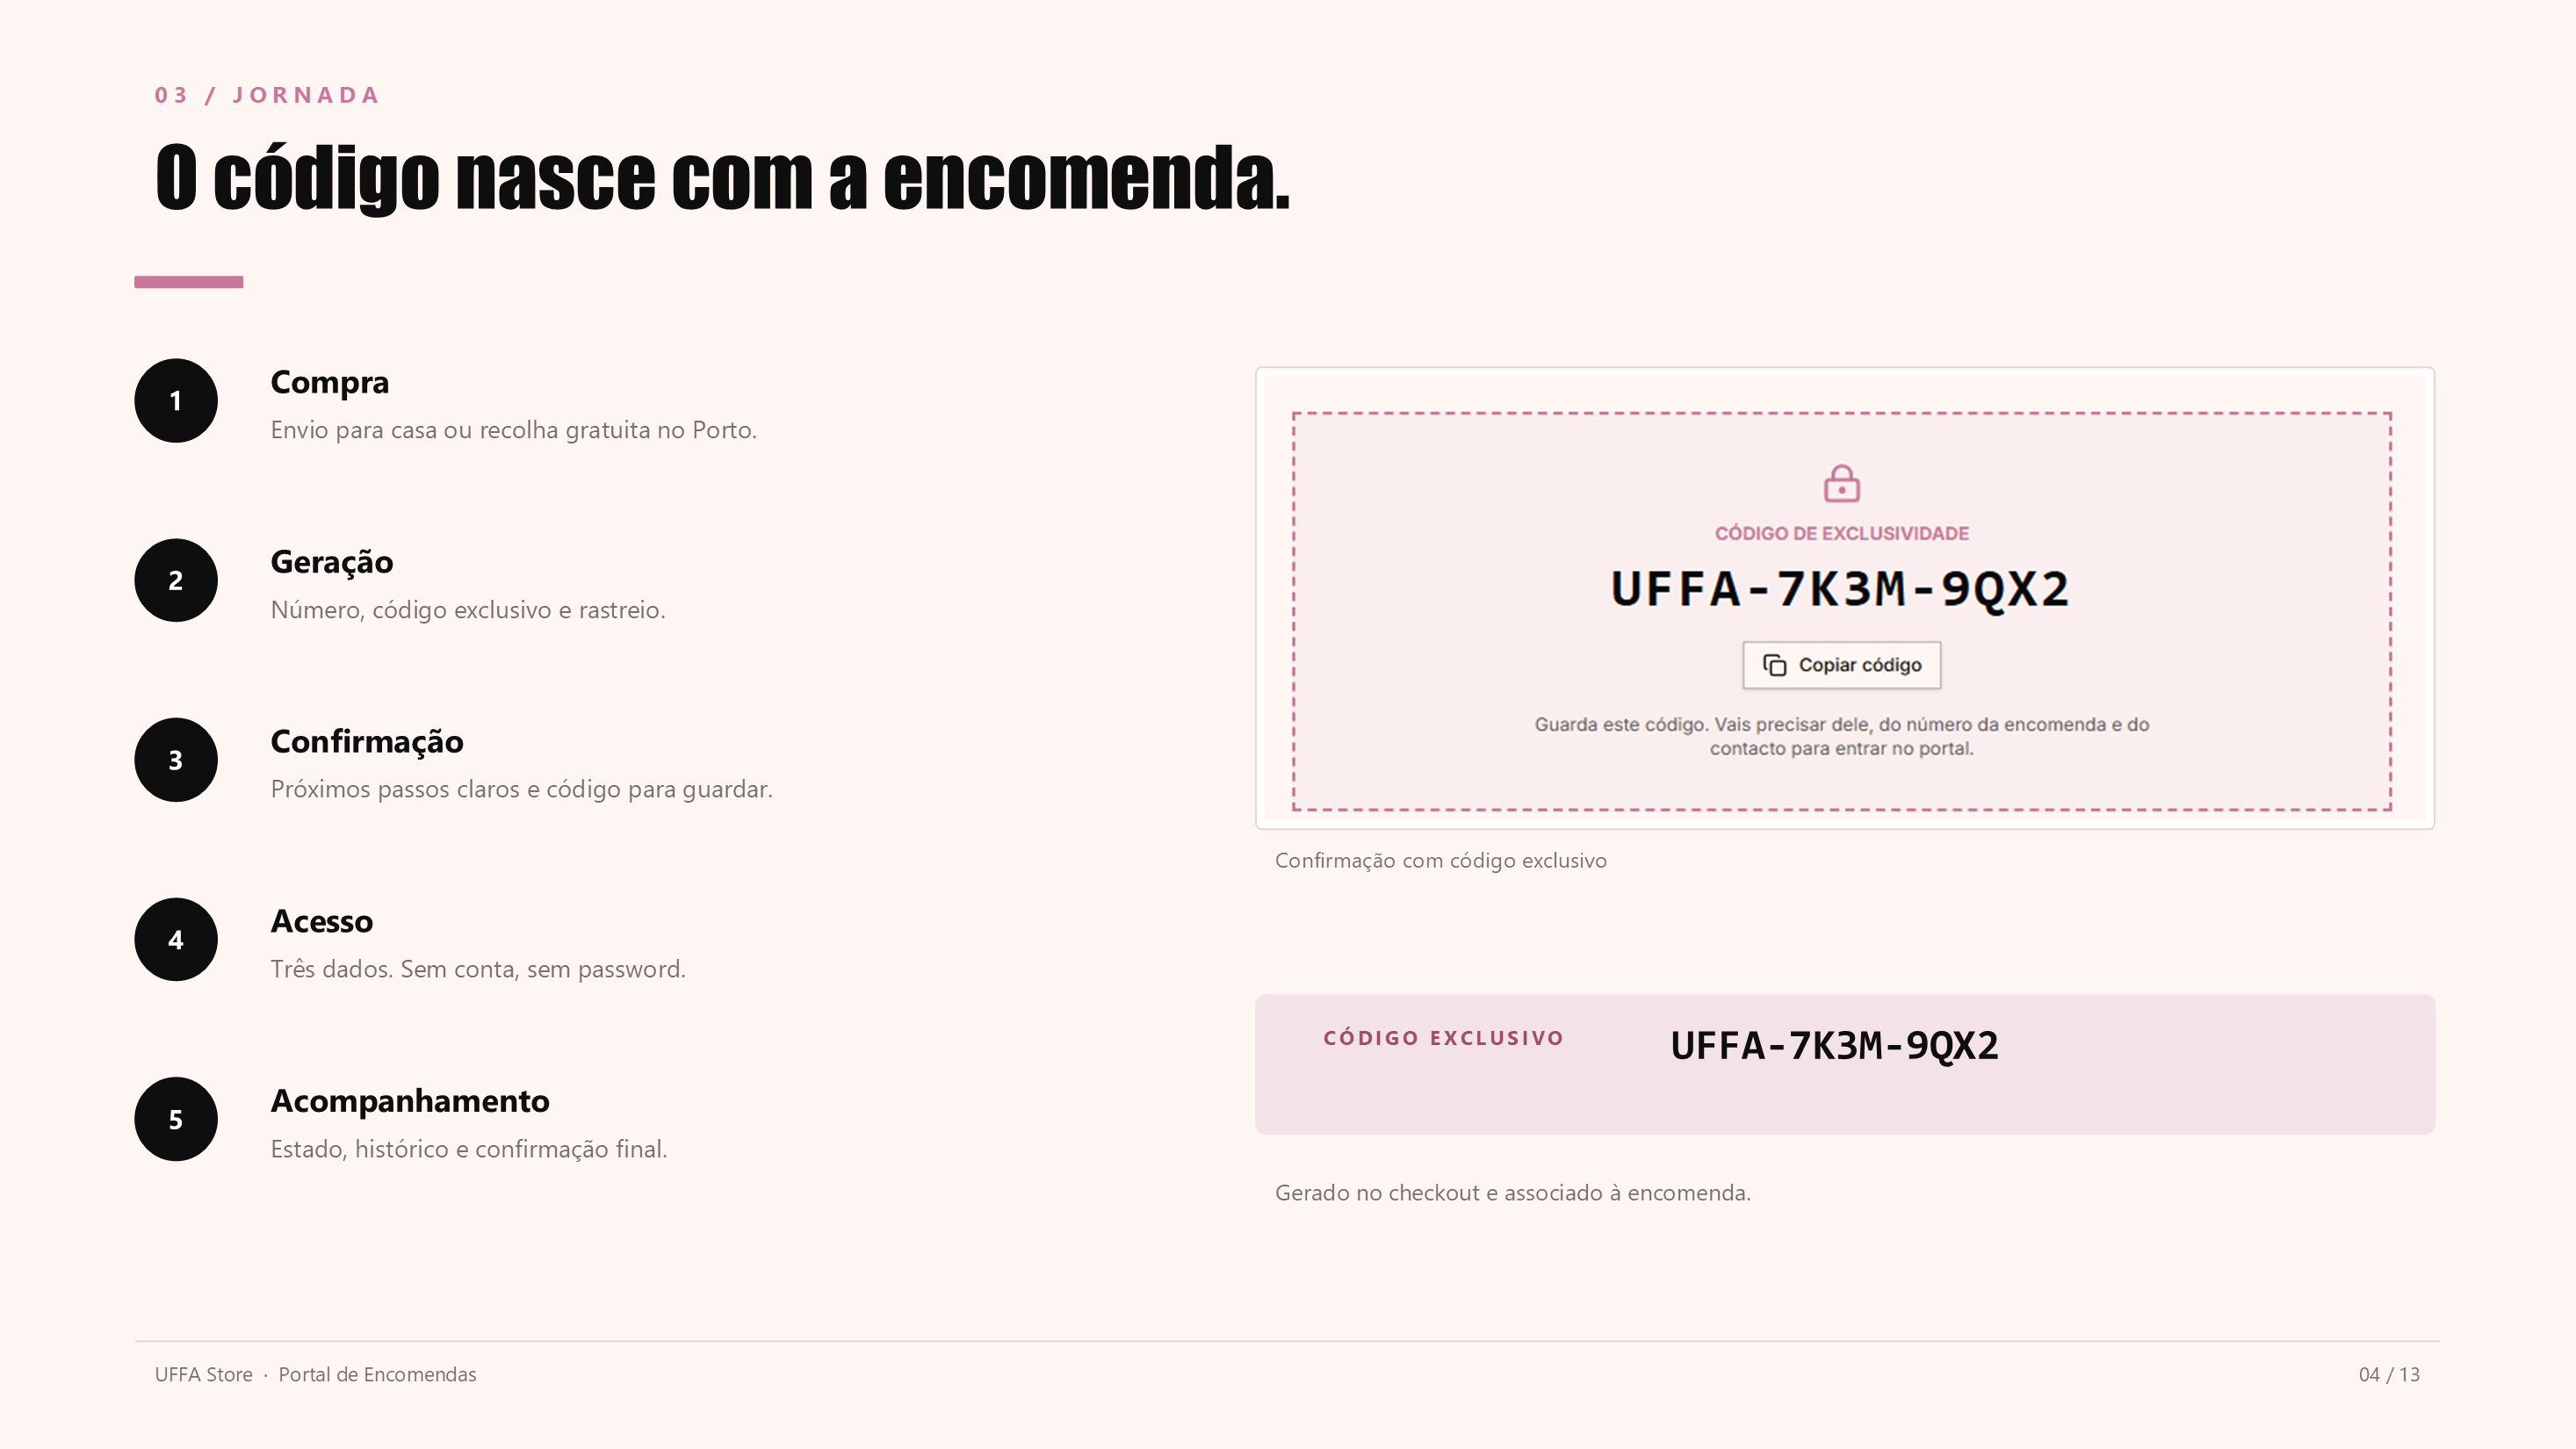 03 / JORNADA
O código nasce com a encomenda.
1
Compra
Envio para casa ou recolha gratuita no Porto.
2
Geração
Número, código exclusivo e rastreio.
3
Confirmação
Próximos passos claros e código para guardar.
4
Acesso
Três dados. Sem conta, sem password.
5
Acompanhamento
Estado, histórico e confirmação final.
CÓDIGO DE EXCLUSIVIDADE
UFFA-7K3M-9QX2
Copiar código
Guarda este código. Vais precisar dele, do número da encomenda e do
contacto para entrar no portal.
Confirmação com código exclusivo
CÓDIGO EXCLUSIVO UFFA-7K3M-9QX2
Gerado no checkout e associado à encomenda.
UFFA Store · Portal de Encomendas
04 / 13